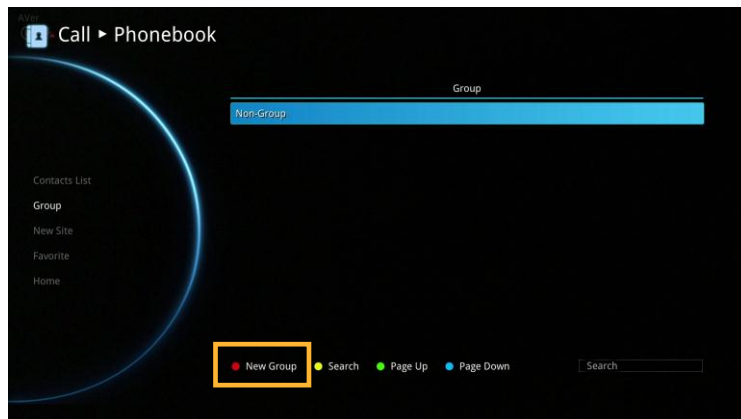 AVer
Call ▸ Phonebook
Group
Non-Group
Contacts List
Group
New Site
Favorite
Home
New Group Search Page Up Page Down Search